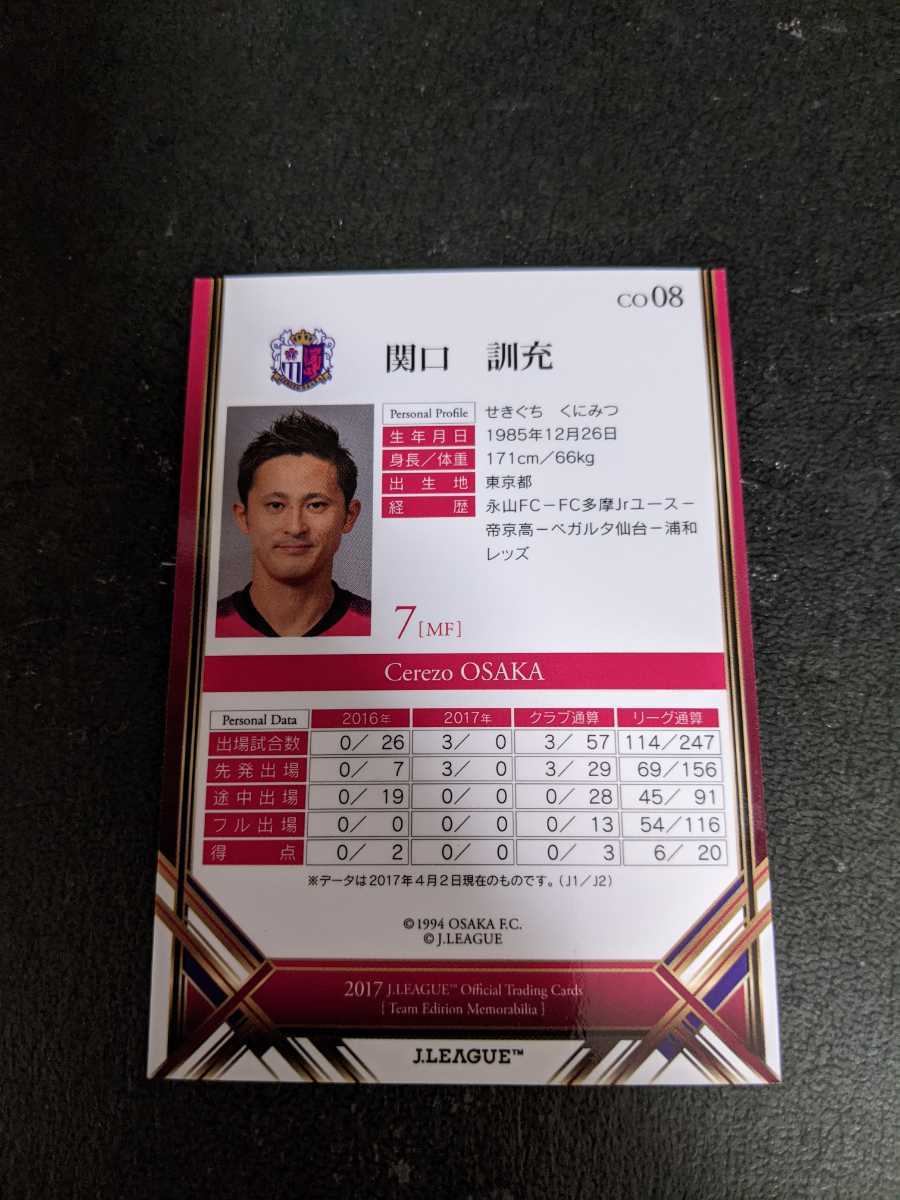 CO 08
関口　訓充
Personal Profile せきぐち　くにみつ
生年月日 1985年12月26日
身長／体重 171cm／66kg
出生地 東京都
経歴 永山FC－FC多摩Jrユース－
帝京高－ベガルタ仙台－浦和
レッズ
7 [MF]
Cerezo OSAKA
Personal Data 2016年 2017年 クラブ通算 リーグ通算
出場試合数 0／ 26 3／ 0 3／ 57 114／247
先発出場 0／ 7 3／ 0 3／ 29 69／156
途中出場 0／ 19 0／ 0 0／ 28 45／ 91
フル出場 0／ 0 0／ 0 0／ 13 54／116
得点 0／ 2 0／ 0 0／ 3 6／ 20
※データは2017年4月2日現在のものです。（J1／J2）
©1994 OSAKA F.C.
© J.LEAGUE
2017 J.LEAGUE™ Official Trading Cards
[ Team Edition Memorabilia ]
J.LEAGUE™